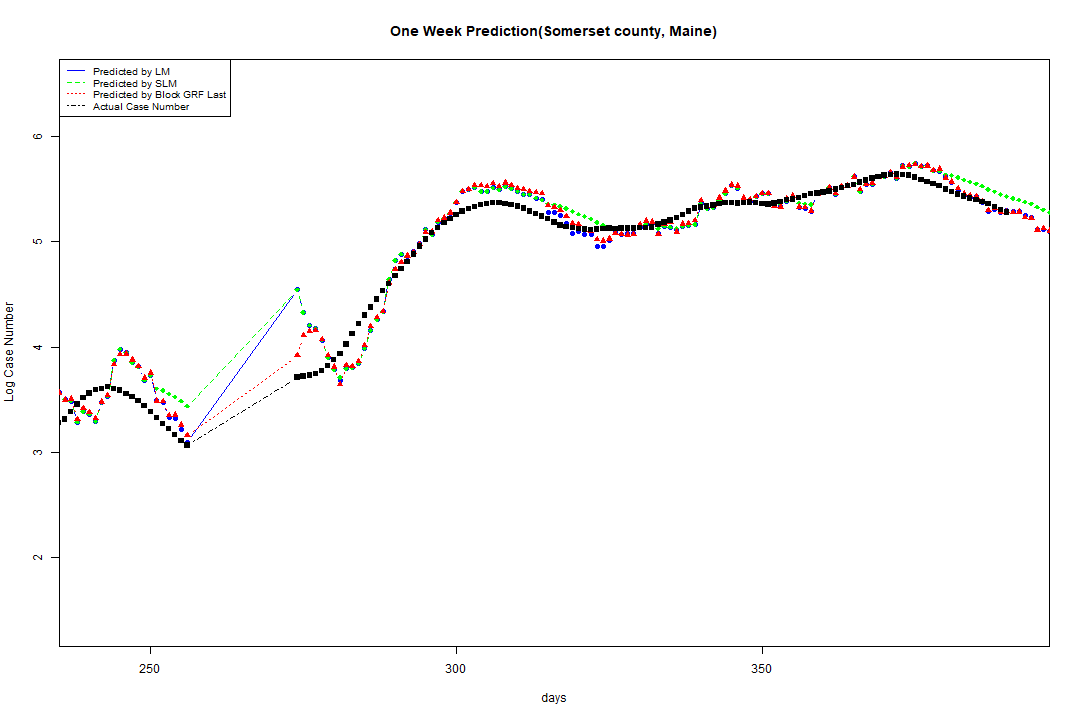 One Week Prediction(Somerset county, Maine)
Predicted by LM
Predicted by SLM
Predicted by Block GRF Last
Actual Case Number
6
5
4
3
2
Log Case Number
250
300
350
days